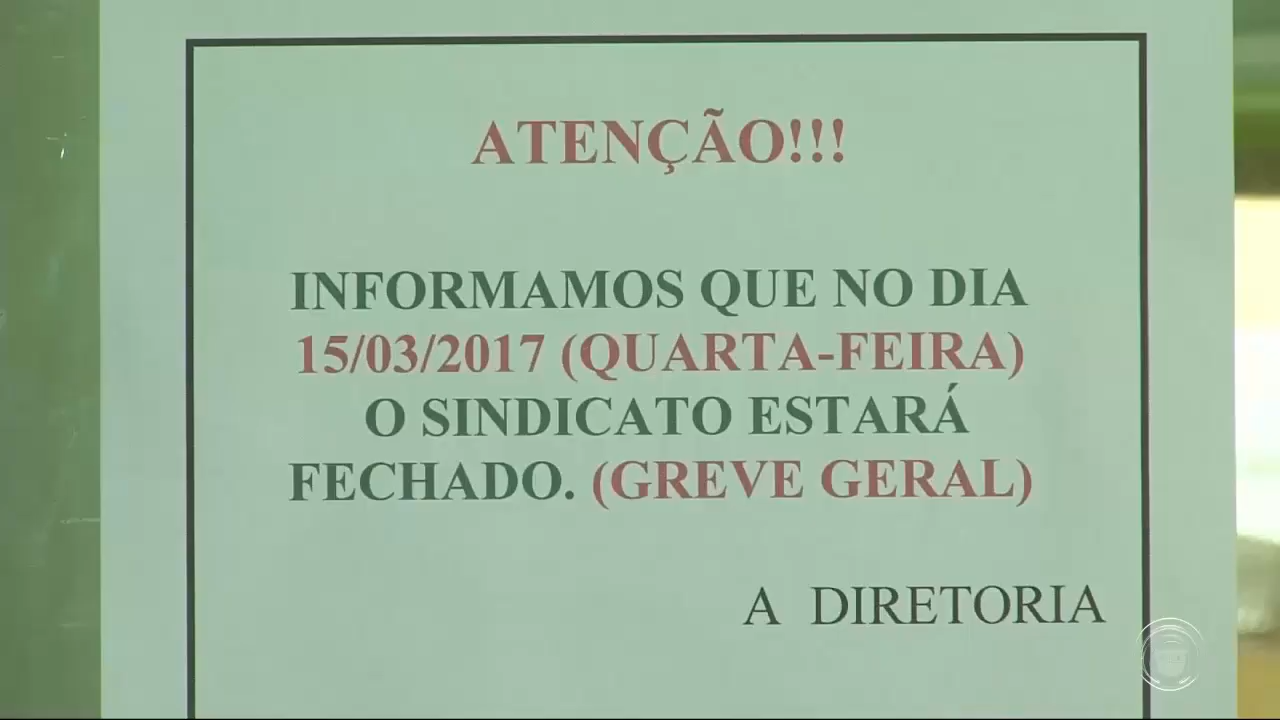 ATENÇÃO!!!
INFORMAMOS QUE NO DIA
15/03/2017 (QUARTA-FEIRA)
O SINDICATO ESTARÁ
FECHADO. (GREVE GERAL)
A DIRETORIA